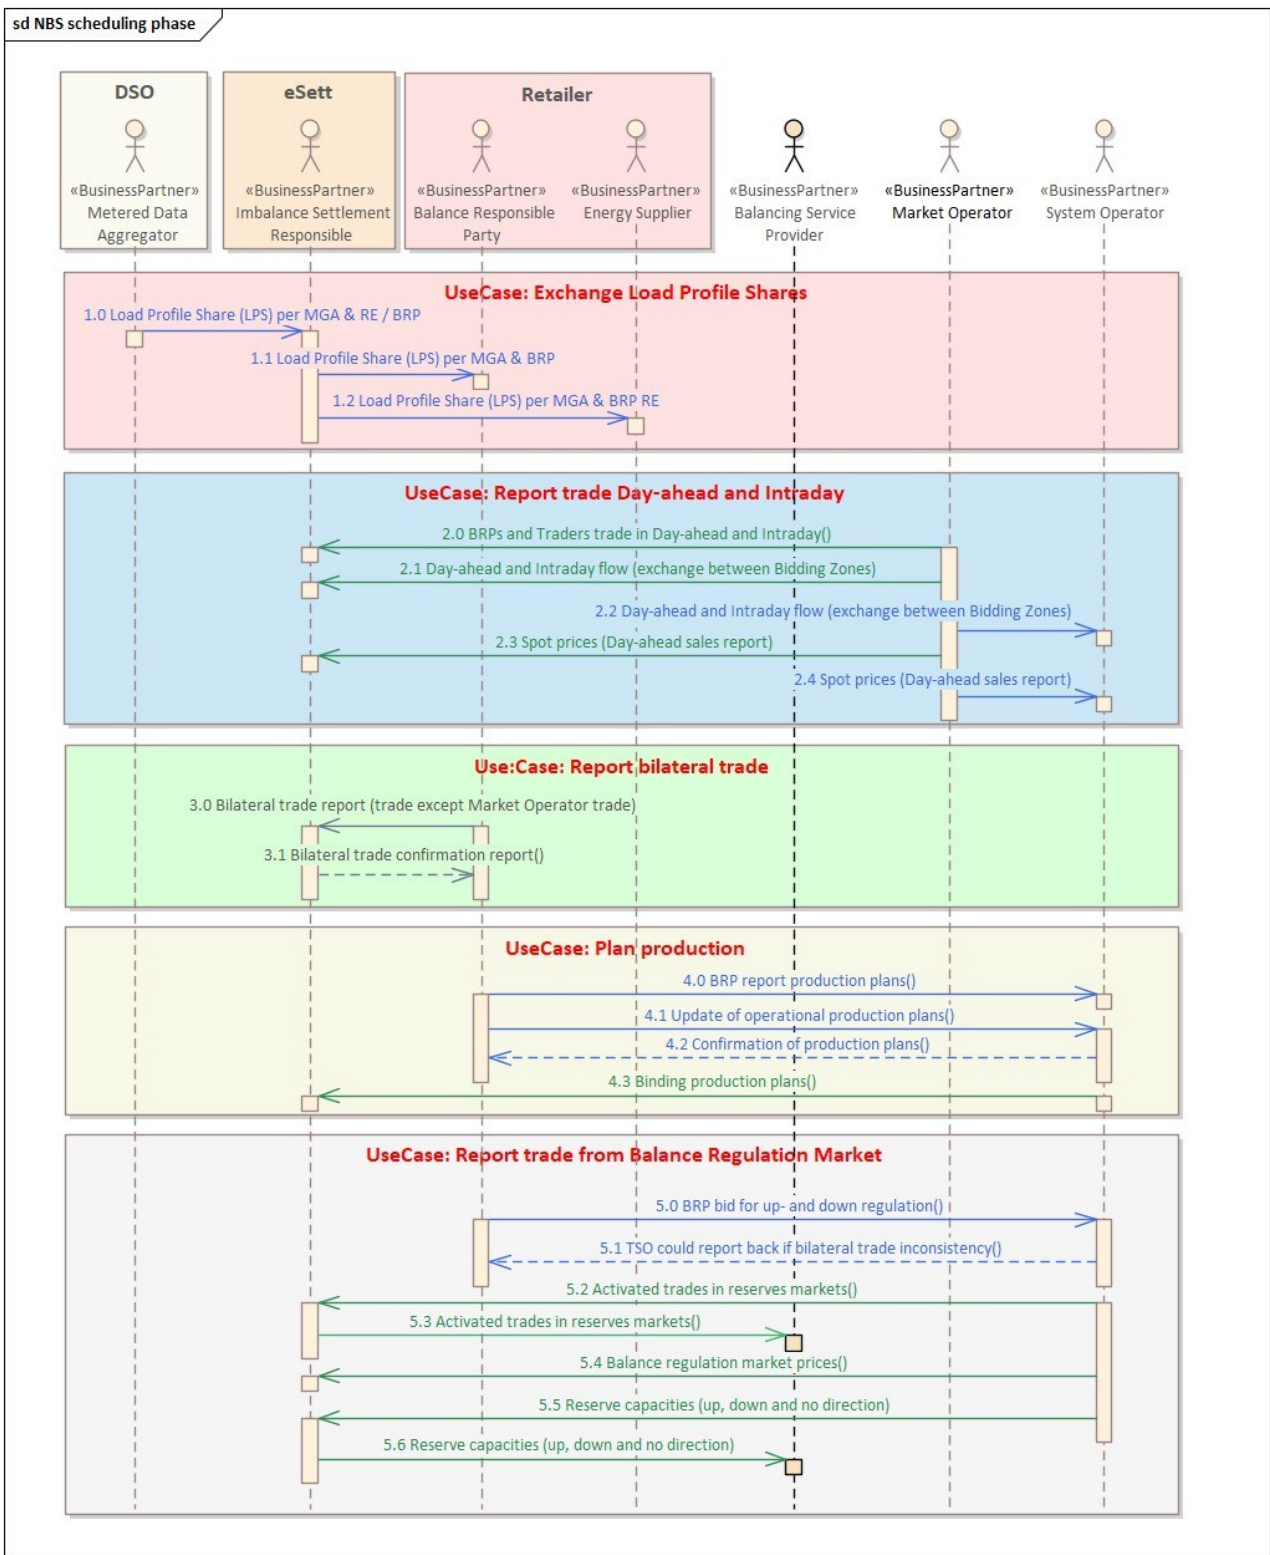 sd NBS scheduling phase
DSO
eSett
Retailer
«BusinessPartner»
Metered Data
Aggregator
«BusinessPartner»
Imbalance Settlement
Responsible
«BusinessPartner»
Balance Responsible
Party
«BusinessPartner»
Energy Supplier
«BusinessPartner»
Balancing Service
Provider
«BusinessPartner»
Market Operator
«BusinessPartner»
System Operator
UseCase: Exchange Load Profile Shares
1.0 Load Profile Share (LPS) per MGA & RE / BRP
1.1 Load Profile Share (LPS) per MGA & BRP
1.2 Load Profile Share (LPS) per MGA & BRP RE
UseCase: Report trade Day-ahead and Intraday
2.0 BRPs and Traders trade in Day-ahead and Intraday()
2.1 Day-ahead and Intraday flow (exchange between Bidding Zones)
2.2 Day-ahead and Intraday flow (exchange between Bidding Zones)
2.3 Spot prices (Day-ahead sales report)
2.4 Spot prices (Day-ahead sales report)
Use:Case: Report bilateral trade
3.0 Bilateral trade report (trade except Market Operator trade)
3.1 Bilateral trade confirmation report()
UseCase: Plan production
4.0 BRP report production plans()
4.1 Update of operational production plans()
4.2 Confirmation of production plans()
4.3 Binding production plans()
UseCase: Report trade from Balance Regulation Market
5.0 BRP bid for up- and down regulation()
5.1 TSO could report back if bilateral trade inconsistency()
5.2 Activated trades in reserves markets()
5.3 Activated trades in reserves markets()
5.4 Balance regulation market prices()
5.5 Reserve capacities (up, down and no direction)
5.6 Reserve capacities (up, down and no direction)